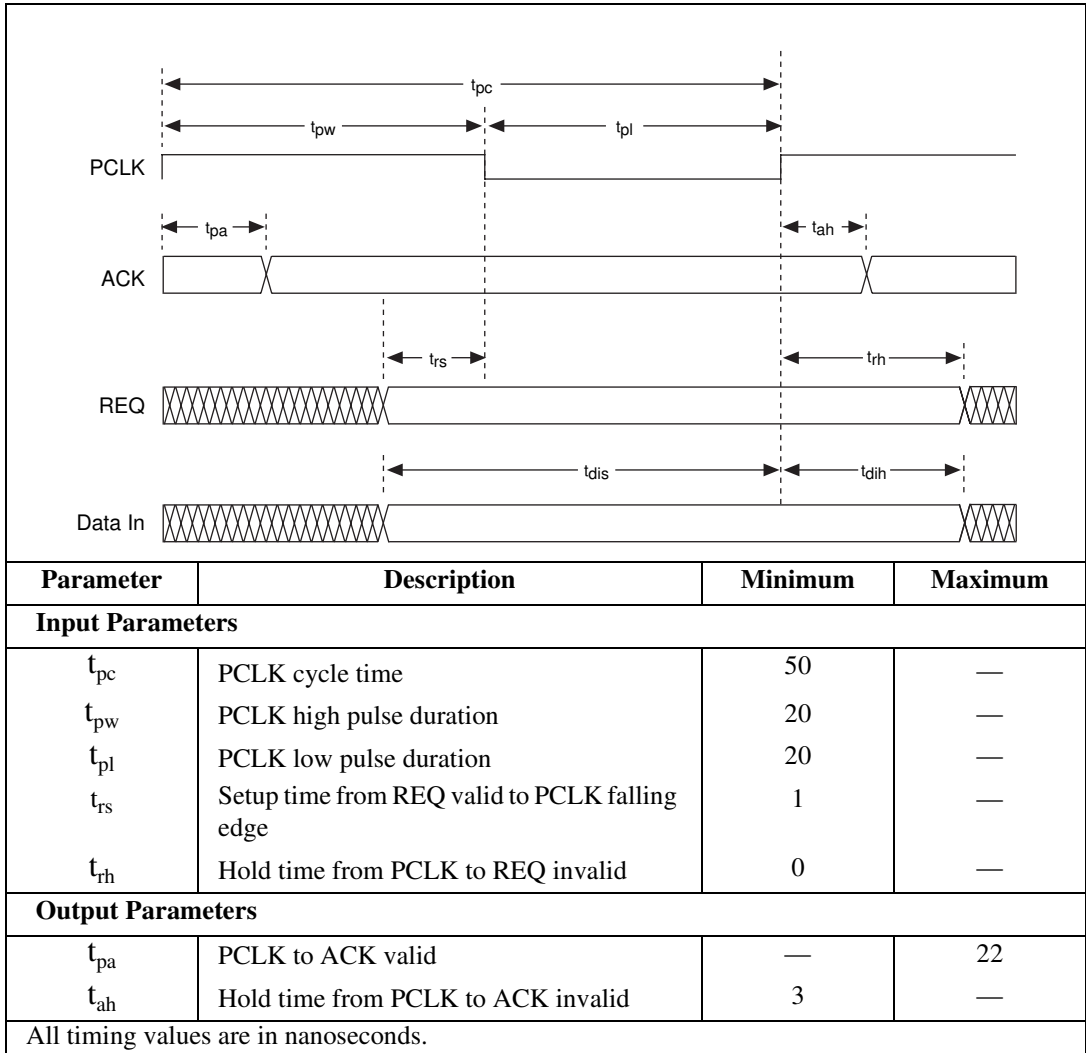 tpc
tpw tpl
PCLK
tpa tah
ACK
trs trh
REQ
tdis tdih
Data In
Parameter Description Minimum Maximum
Input Parameters
tpc PCLK cycle time 50 —
tpw PCLK high pulse duration 20 —
tpl PCLK low pulse duration 20 —
trs Setup time from REQ valid to PCLK falling 1 —
edge
trh Hold time from PCLK to REQ invalid 0 —
Output Parameters
tpa PCLK to ACK valid — 22
tah Hold time from PCLK to ACK invalid 3 —
All timing values are in nanoseconds.